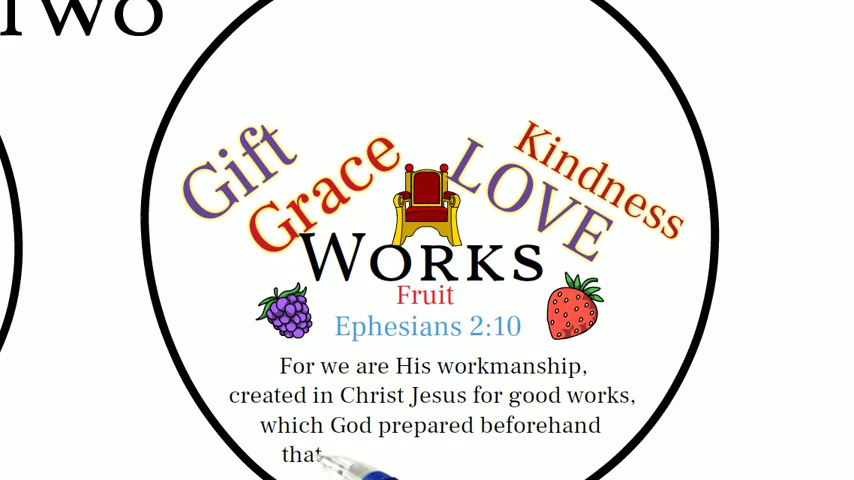 Two
Gift
Grace
LOVE
Kindness
WORKS
Fruit
Ephesians 2:10
For we are His workmanship,
created in Christ Jesus for good works,
which God prepared beforehand
that